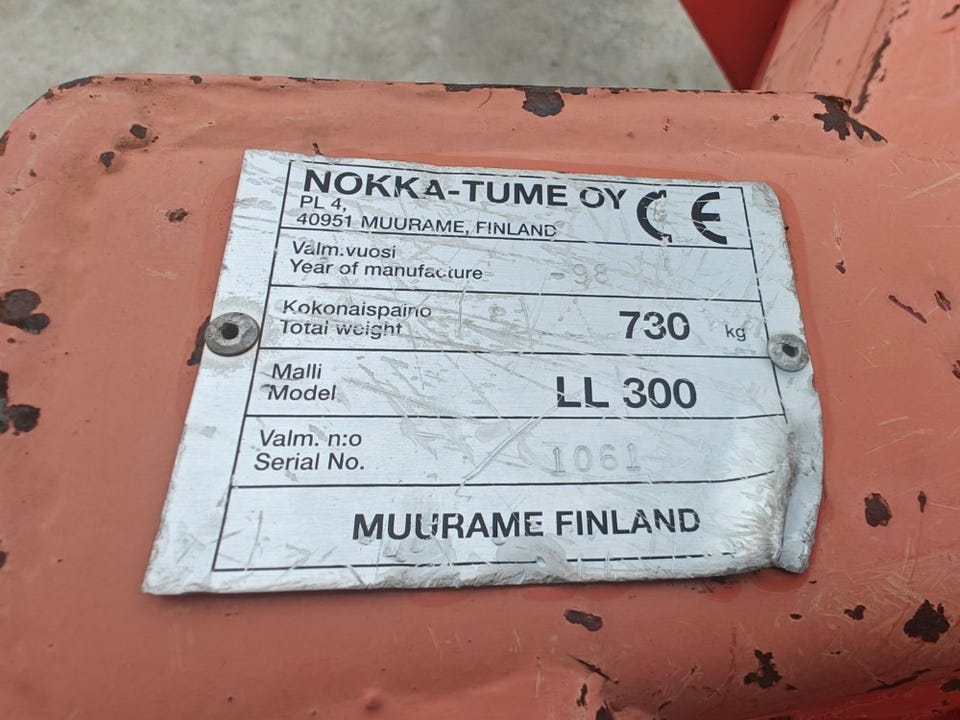 NOKKA-TUME OY CE
PL 4,
40951 MUURAME, FINLAND
Valm.vuosi
Year of manufacture -98
Kokonaispaino
Total weight 730 kg
Malli
Model LL 300
Valm. n:o
Serial No. 1061
MUURAME FINLAND